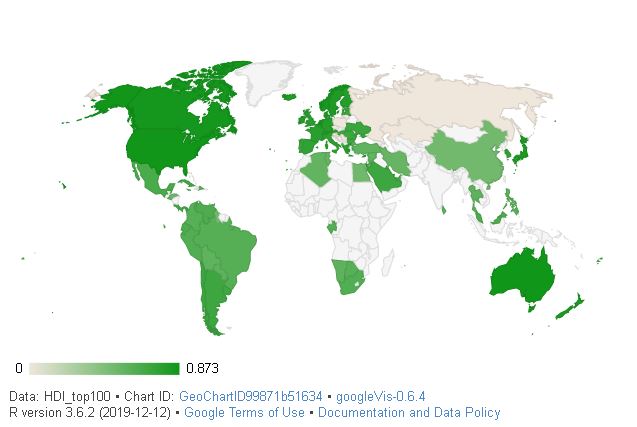 0 0.873
Data: HDI_top100 • Chart ID: GeoChartID99871b51634 • googleVis-0.6.4
R version 3.6.2 (2019-12-12) • Google Terms of Use • Documentation and Data Policy